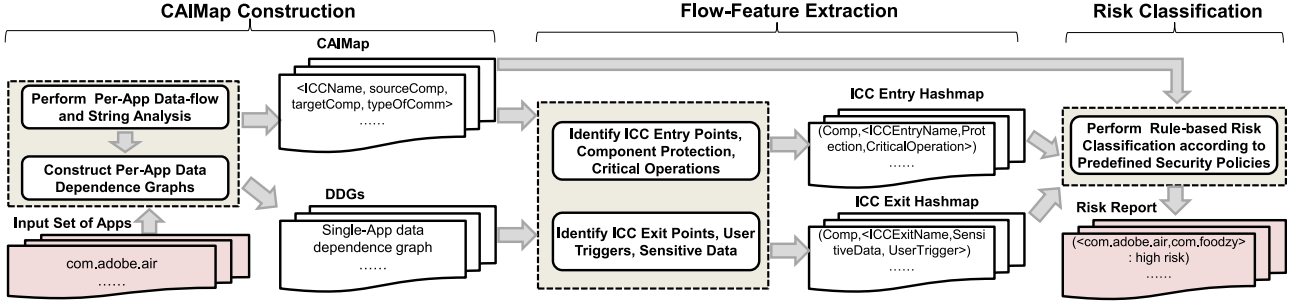 CAIMap Construction
Flow-Feature Extraction
Risk Classification
CAIMap
<ICCName, sourceComp,
targetComp, typeOfComm>
......
Perform Per-App Data-flow
and String Analysis
Construct Per-App Data
Dependence Graphs
Input Set of Apps
com.adobe.air
......
DDGs
Single-App data
dependence graph
......
Identify ICC Entry Points,
Component Protection,
Critical Operations
Identify ICC Exit Points, User
Triggers, Sensitive Data
ICC Entry Hashmap
(Comp,<ICCEntryName,Prot
ection,CriticalOperation>)
......
ICC Exit Hashmap
(Comp,<ICCExitName,Sensi
tiveData, UserTrigger>)
......
Perform Rule-based Risk
Classification according to
Predefined Security Policies
Risk Report
(<com.adobe.air,com.foodzy>
: high risk)
......